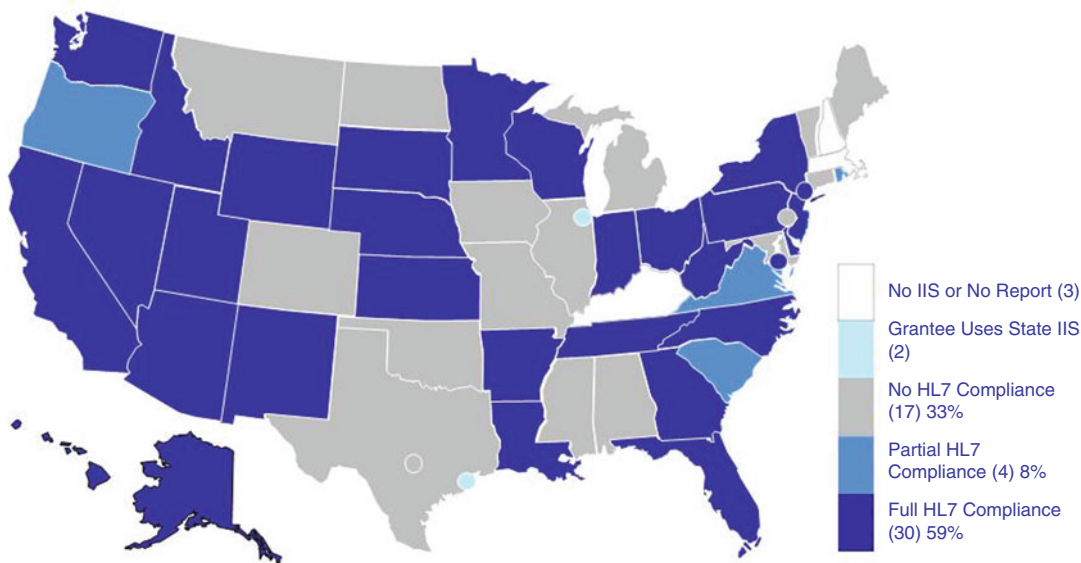 No IIS or No Report (3)
Grantee Uses State IIS
(2)
No HL7 Compliance
(17) 33%
Partial HL7
Compliance (4) 8%
Full HL7 Compliance
(30) 59%